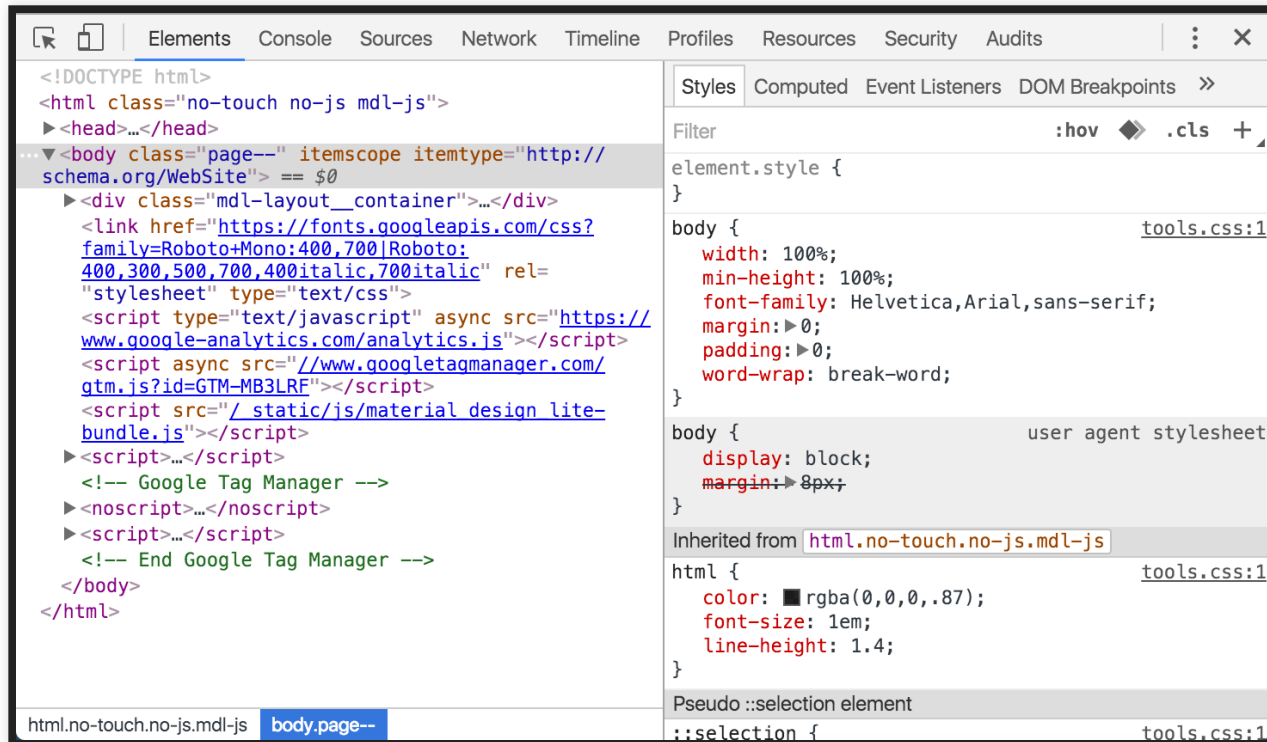 Elements Console Sources Network Timeline Profiles Resources Security Audits
<!DOCTYPE html>
<html class="no-touch no-js mdl-js">
<head>…</head>
<body class="page--" itemscope itemtype="http://
schema.org/WebSite"> == $0
<div class="mdl-layout__container">…</div>
<link href="https://fonts.googleapis.com/css?
family=Roboto+Mono:400,700|Roboto:
400,300,500,700,400italic,700italic" rel=
"stylesheet" type="text/css">
<script type="text/javascript" async src="https://
www.google-analytics.com/analytics.js"></script>
<script async src="//www.googletagmanager.com/
gtm.js?id=GTM-MB3LRF"></script>
<script src="/_static/js/material_design_lite-
bundle.js"></script>
<script>…</script>
<!-- Google Tag Manager -->
<noscript>…</noscript>
<script>…</script>
<!-- End Google Tag Manager -->
</body>
</html>
html.no-touch.no-js.mdl-js body.page--
Styles Computed Event Listeners DOM Breakpoints »
Filter :hov .cls +
element.style {
}
body { tools.css:1
width: 100%;
min-height: 100%;
font-family: Helvetica,Arial,sans-serif;
margin: 0;
padding: 0;
word-wrap: break-word;
}
body { user agent stylesheet
display: block;
margin: 8px;
}
Inherited from html.no-touch.no-js.mdl-js
html { tools.css:1
color: rgba(0,0,0,.87);
font-size: 1em;
line-height: 1.4;
}
Pseudo ::selection element
::selection { tools.css:1